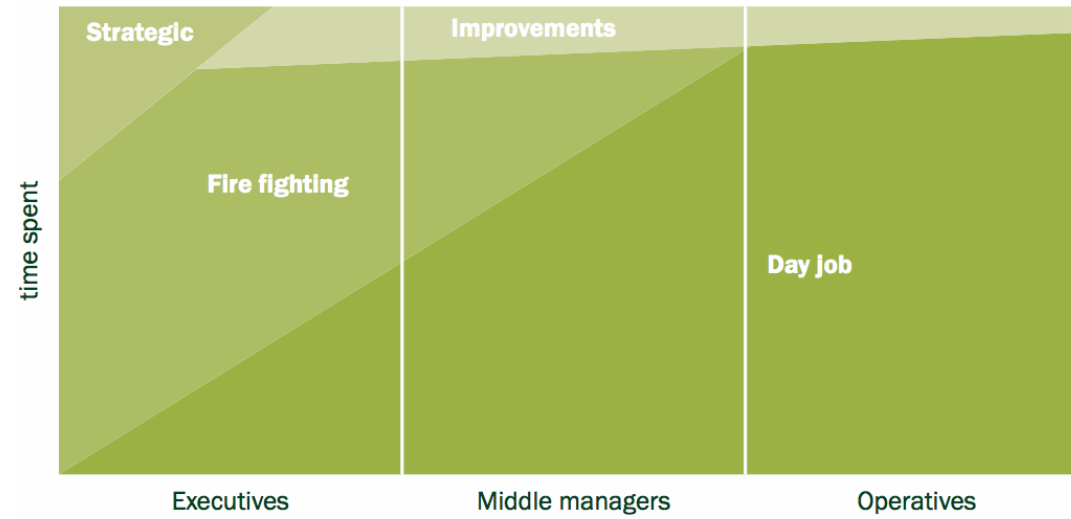 Strategic
Improvements
Fire fighting
Day job
time spent
Executives
Middle managers
Operatives